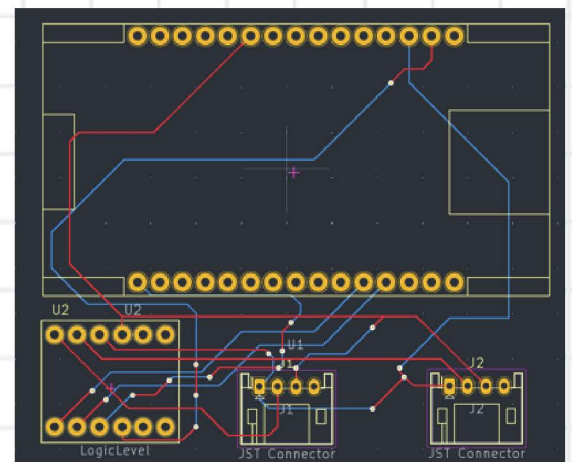 U2 U2
U1
J1
J2
J1
J2
LogicLevel
JST Connector
JST Connector